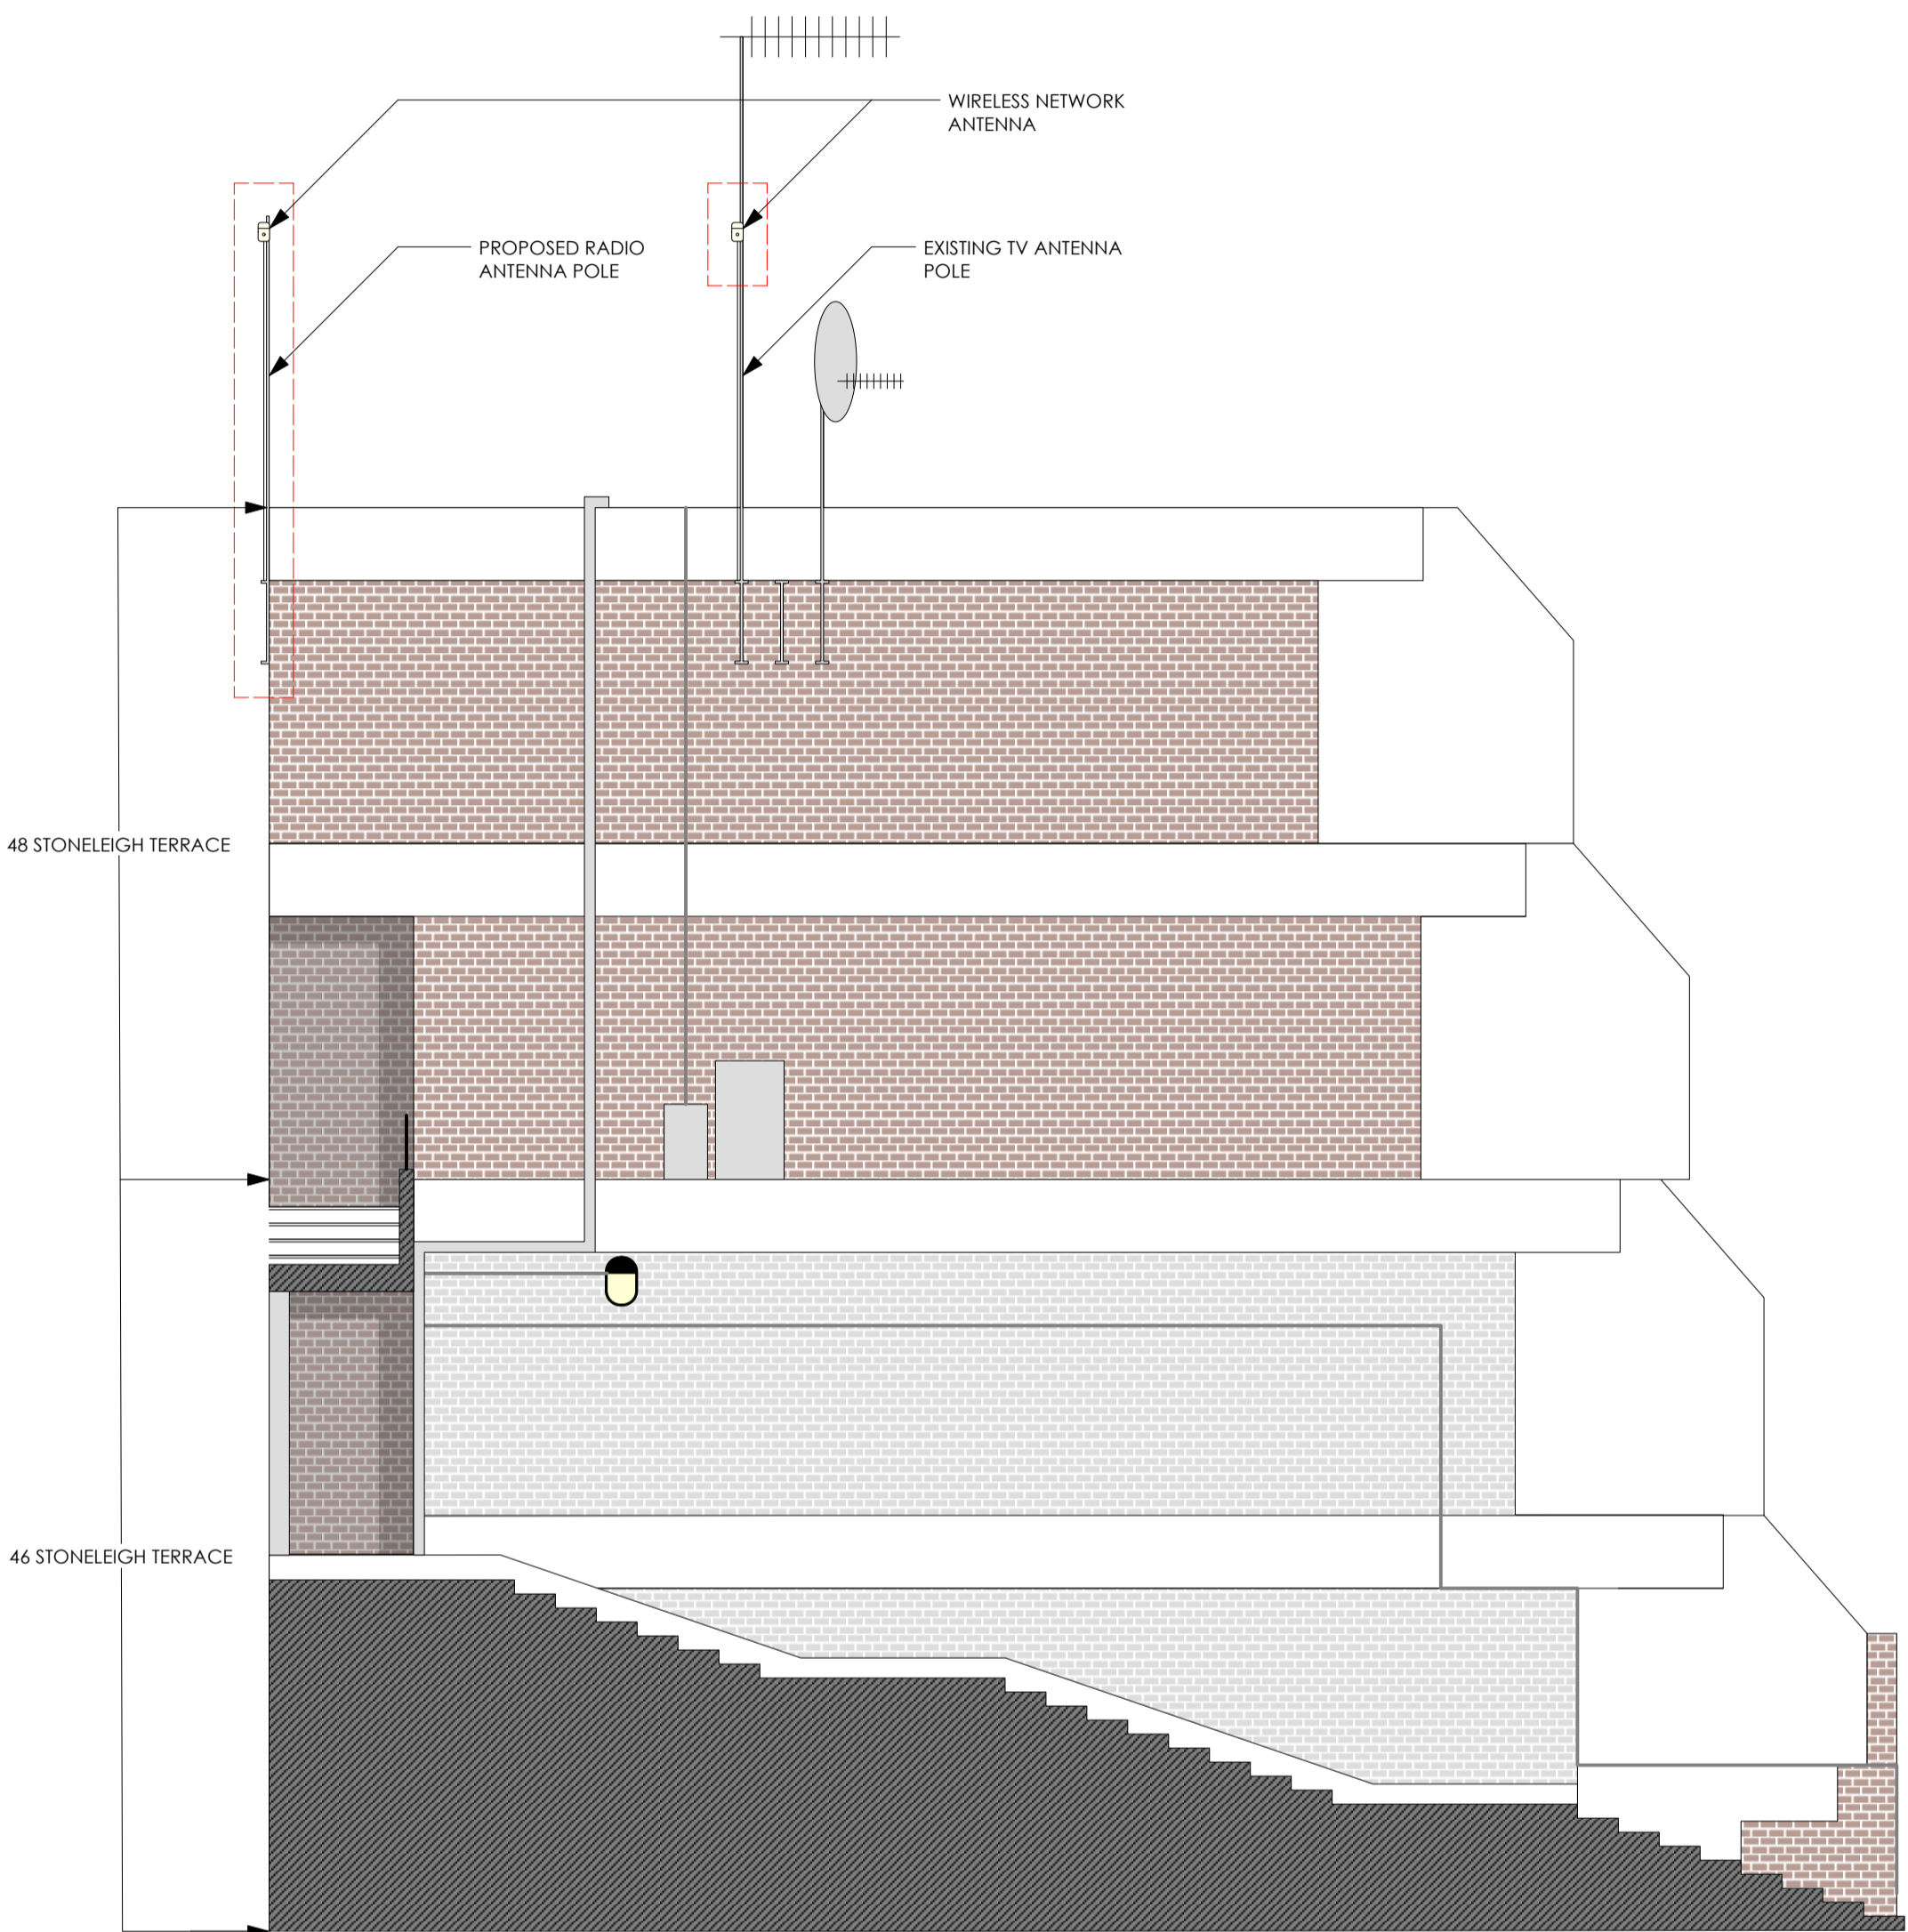 WIRELESS NETWORK
ANTENNA
PROPOSED RADIO
ANTENNA POLE
EXISTING TV ANTENNA
POLE
48 STONELEIGH TERRACE
46 STONELEIGH TERRACE